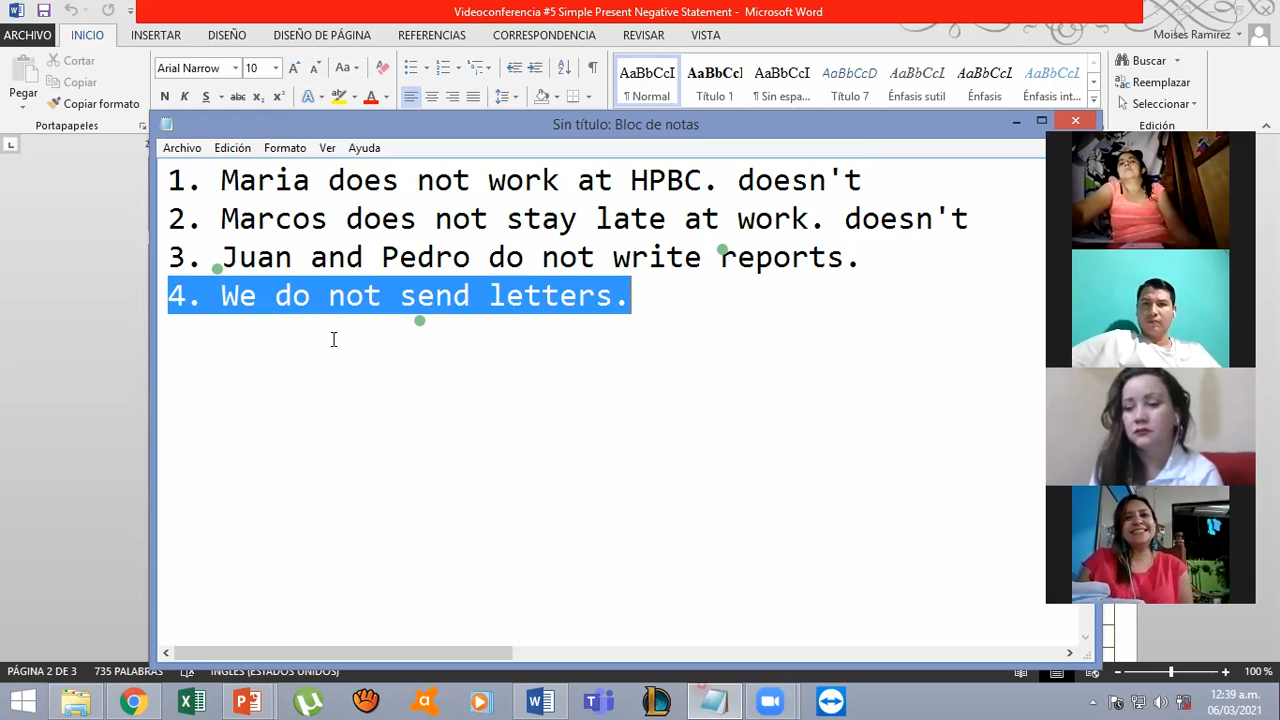 Videoconferencia #5 Simple Present Negative Statement - Microsoft Word
ARCHIVO INICIO INSERTAR DISEÑO DISEÑO DE PÁGINA REFERENCIAS CORRESPONDENCIA REVISAR VISTA Moises Ramirez
Pegar Cortar Copiar Copiar formato
Portapapeles
Arial Narrow 10 Aa
N K S abc x₂ x² A A
AaBbCcI AaBbCcI AaBbCcI AaBbCcD AaBbCcI AaBbCcI AaBbCcI
¶ Normal Título 1 ¶ Sin espa... Título 7 Énfasis sutil Énfasis Énfasis int...
Buscar
Reemplazar
Seleccionar
Edición
Sin título: Bloc de notas
Archivo Edición Formato Ver Ayuda
1. Maria does not work at HPBC. doesn't
2. Marcos does not stay late at work. doesn't
3. Juan and Pedro do not write reports.
4. We do not send letters.
PÁGINA 2 DE 3 735 PALABRAS INGLÉS (ESTADOS UNIDOS) 100 %
12:39 a.m.
06/03/2021